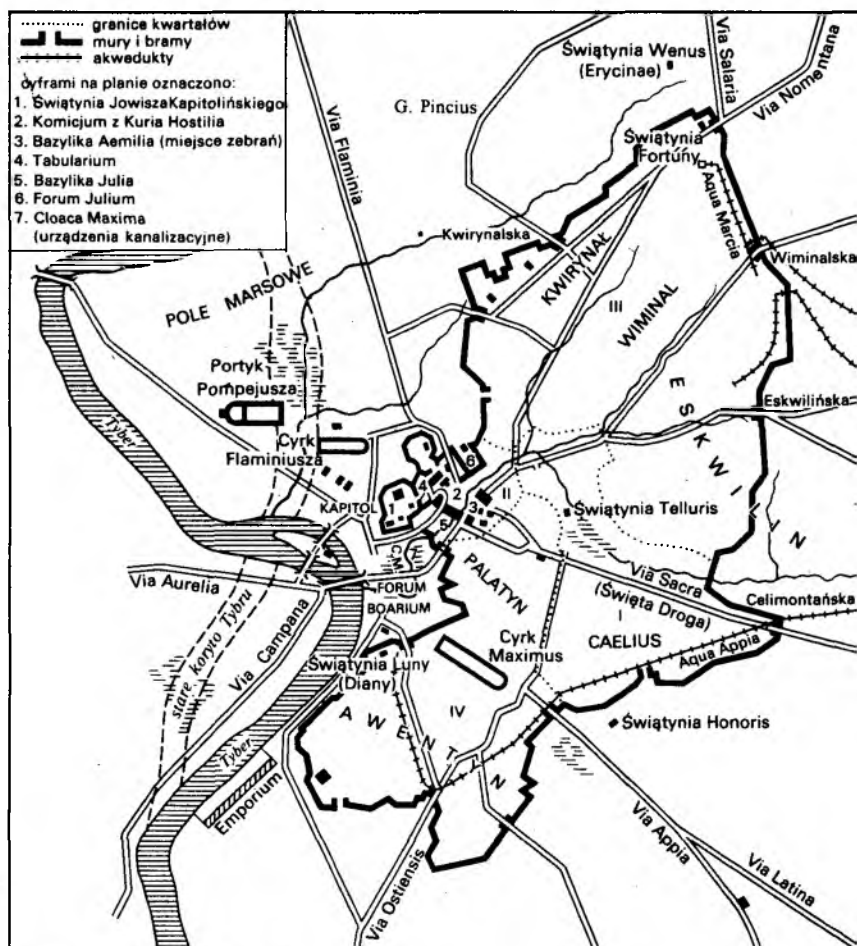 granice kwartałów
mury i bramy
akwedukty
cyframi na planie oznaczono:
1. Świątynia Jowisza Kapitolińskiego
2. Komicjum z Kuria Hostilia
3. Bazylika Aemilia (miejsce zebrań)
4. Tabularium
5. Bazylika Julia
6. Forum Julium
7. Cloaca Maxima
(urządzenia kanalizacyjne)
Świątynia Wenus
(Erycinae)
Via Salaria
Via Nomentana
G. Pincius
Via Flaminia
Świątynia
Fortuny
Aqua Marcia
Kwirynalska
Wiminalska
KWIRYNAŁ
POLE MARSOWE
III
WIMINAL
Portyk
Pompejusza
ESKWILIN
Eskwilińska
Tyber
Cyrk
Flaminiusza
6
4
2
II
KAPITOL
1
3
Świątynia Telluris
5
C.M.
PALATYN
Via Aurelia
FORUM
BOARIUM
Via Sacra
(Święta Droga)
Celimontańska
I
CAELIUS
Aqua Appia
stare koryto Tybru
Via Campana
Cyrk
Maximus
Świątynia Luny
(Diany)
IV
AWENTYN
Świątynia Honoris
Tyber
Emporium
Via Appia
Via Latina
Via Ostiensis